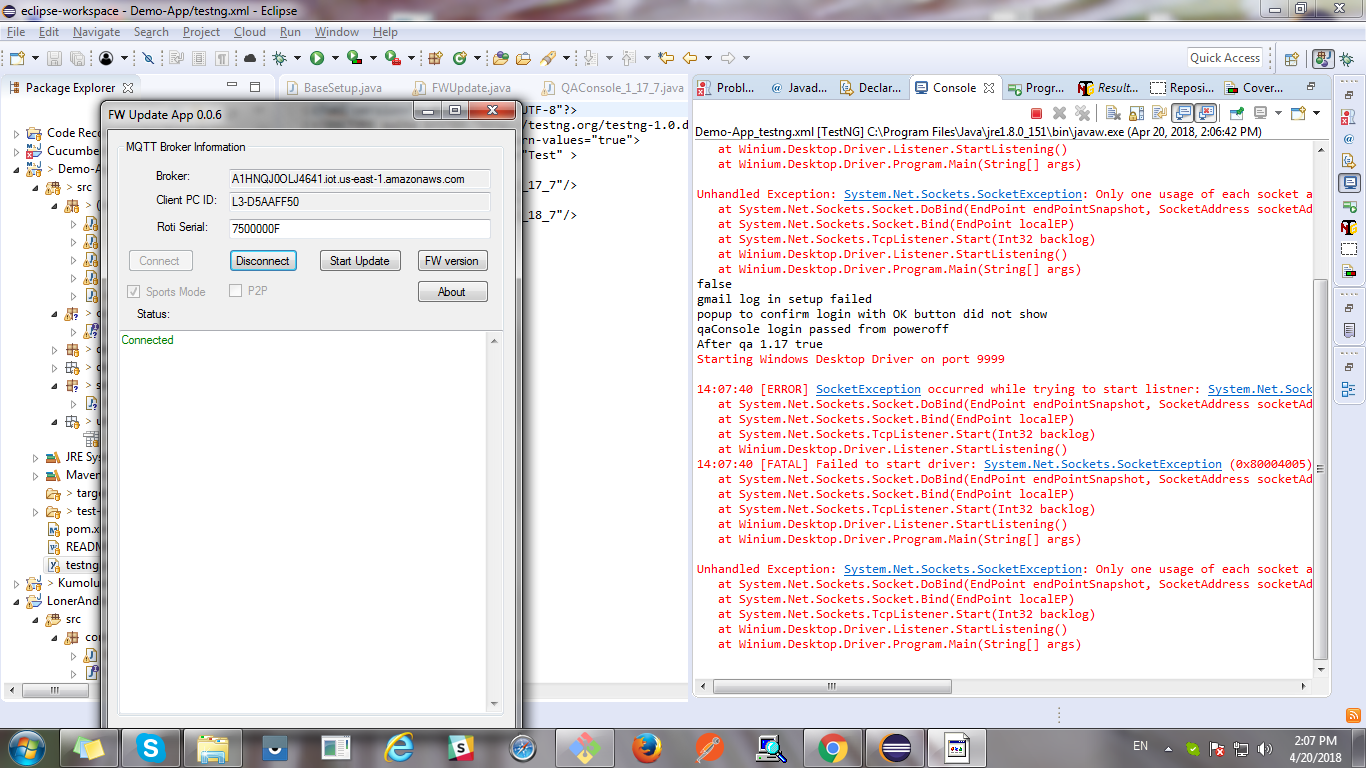 eclipse-workspace - Demo-App/testng.xml - Eclipse
File Edit Navigate Search Project Cloud Run Window Help
Quick Access
Package Explorer
BaseSetup.java
FWUpdate.java
QAConsole_1_17_7.java
Probl...
@ Javad...
Declar...
Console
Progr...
Result...
Reposi...
Cover...
Demo-App_testng.xml [TestNG] C:\Program Files\Java\jre1.8.0_151\bin\javaw.exe (Apr 20, 2018, 2:06:42 PM)
Code Reco
Cucumbe
> Demo-A
> src
> (
JRE Sys
Maven
> targe
> test-
pom.x
READM
testng
> Kumolu
LonerAnd
src
cor
UTF-8"?>
/testng.org/testng-1.0.d
rn-values="true">
"Test" >
_17_7"/>
_18_7"/>
FW Update App 0.0.6
MQTT Broker Infomation
Broker: A1HNQJ0OLJ4641.iot.us-east-1.amazonaws.com
Client PC ID: L3-D5AAFF50
Roti Serial: 7500000F
Connect Disconnect Start Update FW version
Sports Mode P2P About
Status:
Connected
at Winium.Desktop.Driver.Listener.StartListening()
at Winium.Desktop.Driver.Program.Main(String[] args)
Unhandled Exception: System.Net.Sockets.SocketException: Only one usage of each socket a
at System.Net.Sockets.Socket.DoBind(EndPoint endPointSnapshot, SocketAddress socketAd
at System.Net.Sockets.Socket.Bind(EndPoint localEP)
at System.Net.Sockets.TcpListener.Start(Int32 backlog)
at Winium.Desktop.Driver.Listener.StartListening()
at Winium.Desktop.Driver.Program.Main(String[] args)
false
gmail log in setup failed
popup to confirm login with OK button did not show
qaConsole login passed from poweroff
After qa 1.17 true
Starting Windows Desktop Driver on port 9999
14:07:40 [ERROR] SocketException occurred while trying to start listner: System.Net.Sock
at System.Net.Sockets.Socket.DoBind(EndPoint endPointSnapshot, SocketAddress socketAd
at System.Net.Sockets.Socket.Bind(EndPoint localEP)
at System.Net.Sockets.TcpListener.Start(Int32 backlog)
at Winium.Desktop.Driver.Listener.StartListening()
14:07:40 [FATAL] Failed to start driver: System.Net.Sockets.SocketException (0x80004005)
at System.Net.Sockets.Socket.DoBind(EndPoint endPointSnapshot, SocketAddress socketAd
at System.Net.Sockets.Socket.Bind(EndPoint localEP)
at System.Net.Sockets.TcpListener.Start(Int32 backlog)
at Winium.Desktop.Driver.Listener.StartListening()
at Winium.Desktop.Driver.Program.Main(String[] args)
Unhandled Exception: System.Net.Sockets.SocketException: Only one usage of each socket a
at System.Net.Sockets.Socket.DoBind(EndPoint endPointSnapshot, SocketAddress socketAd
at System.Net.Sockets.Socket.Bind(EndPoint localEP)
at System.Net.Sockets.TcpListener.Start(Int32 backlog)
at Winium.Desktop.Driver.Listener.StartListening()
at Winium.Desktop.Driver.Program.Main(String[] args)
EN
2:07 PM
4/20/2018